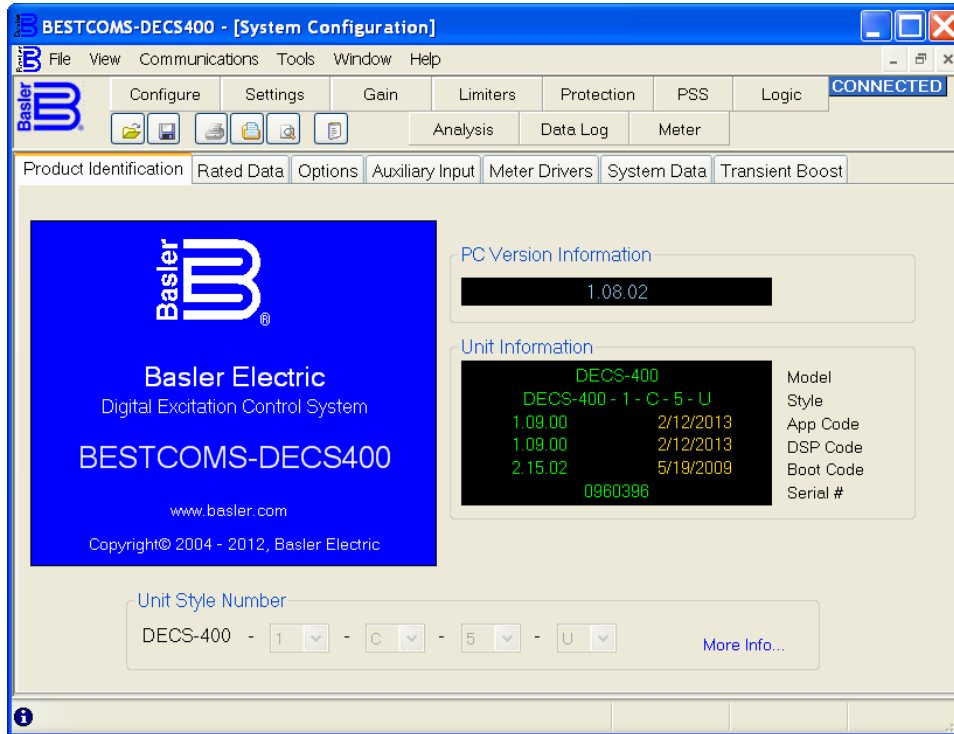 BESTCOMS-DECS400 - [System Configuration]
File View Communications Tools Window Help
Basler
Configure Settings Gain Limiters Protection PSS Logic CONNECTED
Analysis Data Log Meter
Product Identification Rated Data Options Auxiliary Input Meter Drivers System Data Transient Boost
Basler ®
Basler Electric
Digital Excitation Control System
BESTCOMS-DECS400
www.basler.com
Copyright© 2004 - 2012, Basler Electric
PC Version Information
1.08.02
Unit Information
DECS-400 Model
DECS-400 - 1 - C - 5 - U Style
1.09.00 2/12/2013 App Code
1.09.00 2/12/2013 DSP Code
2.15.02 5/19/2009 Boot Code
0960396 Serial #
Unit Style Number
DECS-400 - 1 - C - 5 - U More Info...